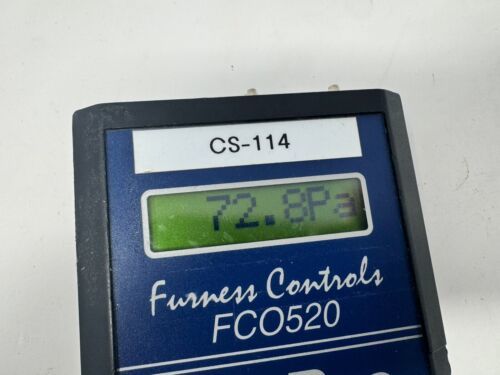 CS-114
72.8Pa
Furness Controls
FCO520